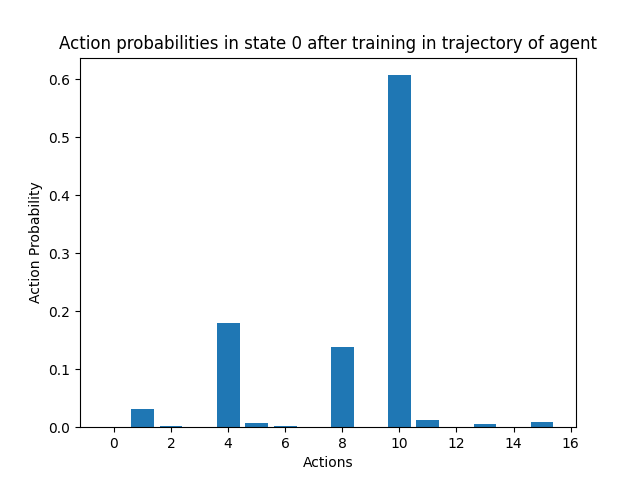 Action probabilities in state 0 after training in trajectory of agent
0.6
0.5
0.4
0.3
0.2
0.1
0.0
Action Probability
0 2 4 6 8 10 12 14 16
Actions